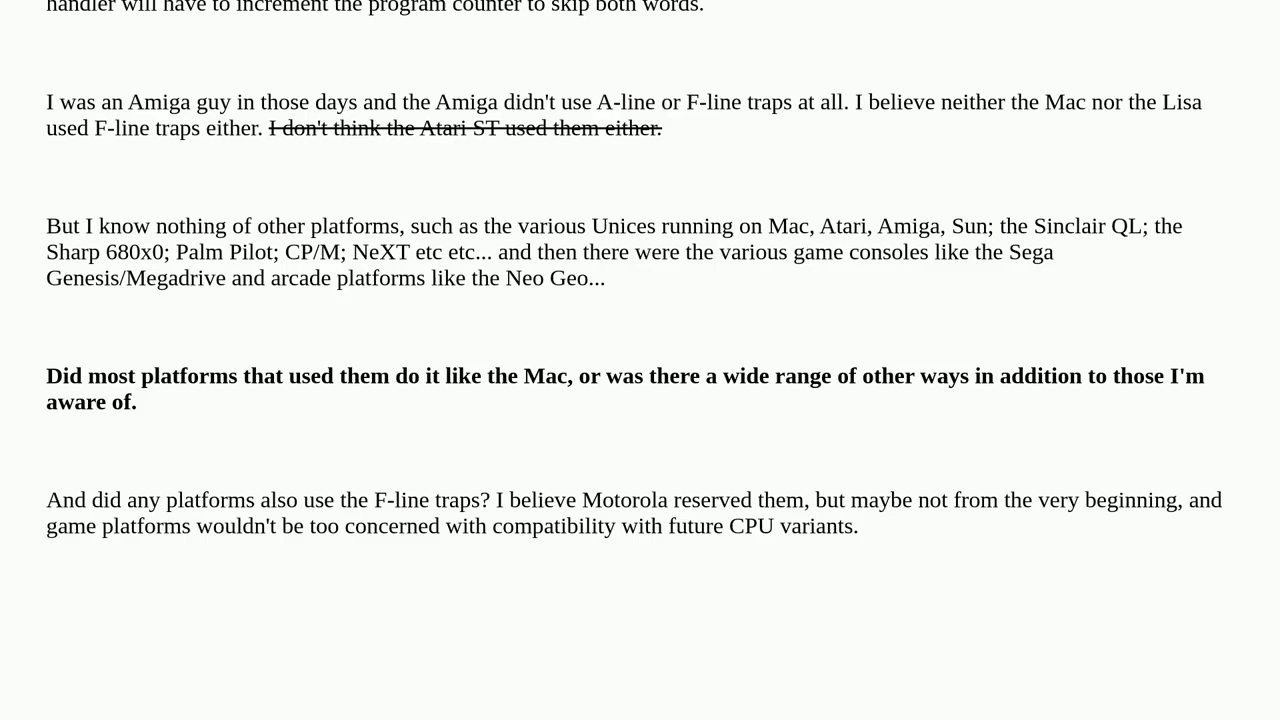 handler will have to increment the program counter to skip both words.
I was an Amiga guy in those days and the Amiga didn't use A-line or F-line traps at all. I believe neither the Mac nor the Lisa
used F-line traps either. I don't think the Atari ST used them either.
But I know nothing of other platforms, such as the various Unices running on Mac, Atari, Amiga, Sun; the Sinclair QL; the
Sharp 680x0; Palm Pilot; CP/M; NeXT etc etc... and then there were the various game consoles like the Sega
Genesis/Megadrive and arcade platforms like the Neo Geo...
Did most platforms that used them do it like the Mac, or was there a wide range of other ways in addition to those I'm
aware of.
And did any platforms also use the F-line traps? I believe Motorola reserved them, but maybe not from the very beginning, and
game platforms wouldn't be too concerned with compatibility with future CPU variants.